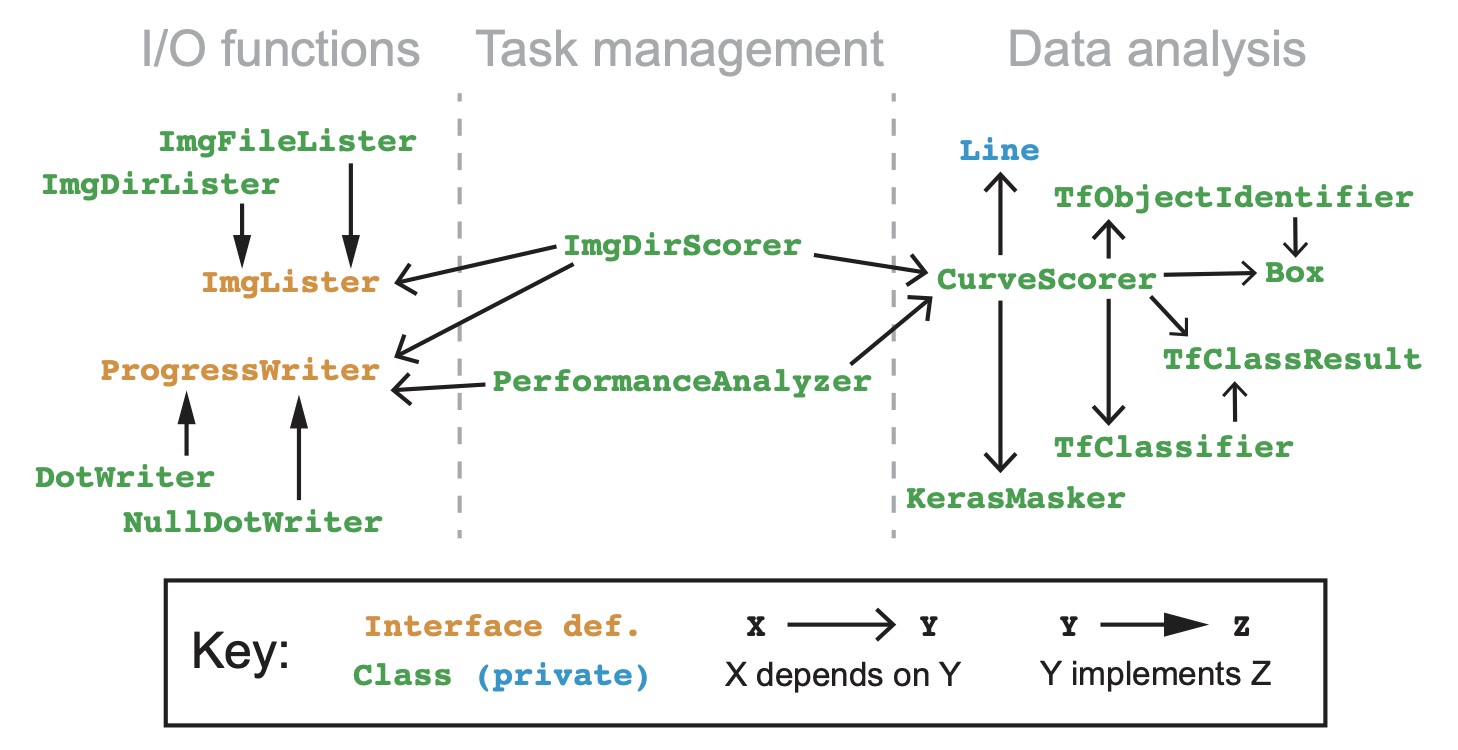 I/O functions
Task management
Data analysis
ImgFileLister
ImgDirLister
ImgLister
ProgressWriter
DotWriter
NullDotWriter
ImgDirScorer
PerformanceAnalyzer
Line
TfObjectIdentifier
CurveScorer
Box
TfClassResult
TfClassifier
KerasMasker
Key:
Interface def.
Class (private)
X Y
X depends on Y
Y Z
Y implements Z